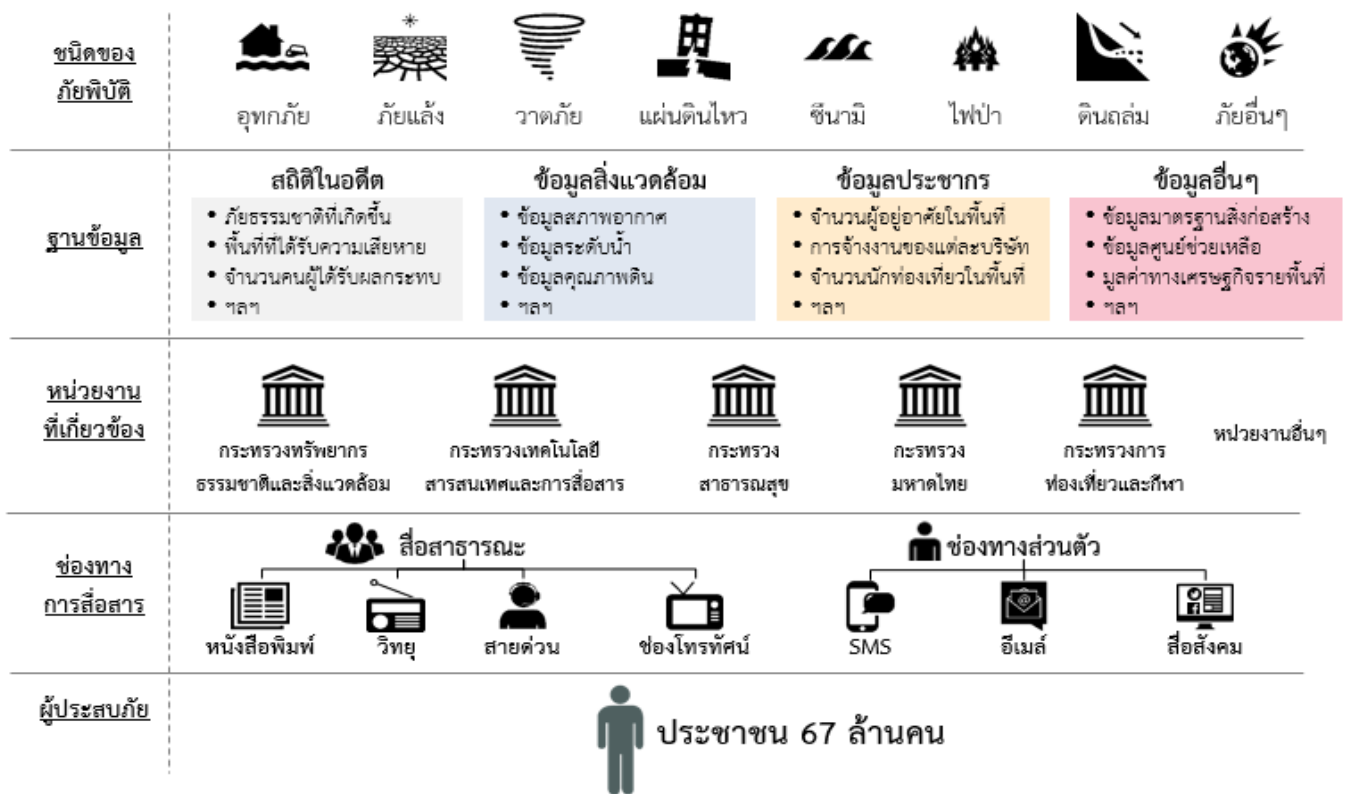 ชนิดของ
ภัยพิบัติ
อุทกภัย
ภัยแล้ง
วาตภัย
แผ่นดินไหว
ซึนามิ
ไฟป่า
ดินถล่ม
ภัยอื่นๆ
ฐานข้อมูล
สถิติในอดีต
• ภัยธรรมชาติที่เกิดขึ้น
• พื้นที่ที่ได้รับความเสียหาย
• จำนวนคนผู้ได้รับผลกระทบ
• ฯลฯ
ข้อมูลสิ่งแวดล้อม
• ข้อมูลสภาพอากาศ
• ข้อมูลระดับน้ำ
• ข้อมูลคุณภาพดิน
• ฯลฯ
ข้อมูลประชากร
• จำนวนผู้อยู่อาศัยในพื้นที่
• การจ้างงานของแต่ละบริษัท
• จำนวนนักท่องเที่ยวในพื้นที่
• ฯลฯ
ข้อมูลอื่นๆ
• ข้อมูลมาตรฐานสิ่งก่อสร้าง
• ข้อมูลศูนย์ช่วยเหลือ
• มูลค่าทางเศรษฐกิจรายพื้นที่
• ฯลฯ
หน่วยงาน
ที่เกี่ยวข้อง
กระทรวงทรัพยากร
ธรรมชาติและสิ่งแวดล้อม
กระทรวงเทคโนโลยี
สารสนเทศและการสื่อสาร
กระทรวง
สาธารณสุข
กะรทรวง
มหาดไทย
กระทรวงการ
ท่องเที่ยวและกีฬา
หน่วยงานอื่นๆ
ช่องทาง
การสื่อสาร
สื่อสาธารณะ
หนังสือพิมพ์
วิทยุ
สายด่วน
ช่องโทรทัศน์
ช่องทางส่วนตัว
SMS
อีเมล์
สื่อสังคม
ผู้ประสบภัย
ประชาชน 67 ล้านคน